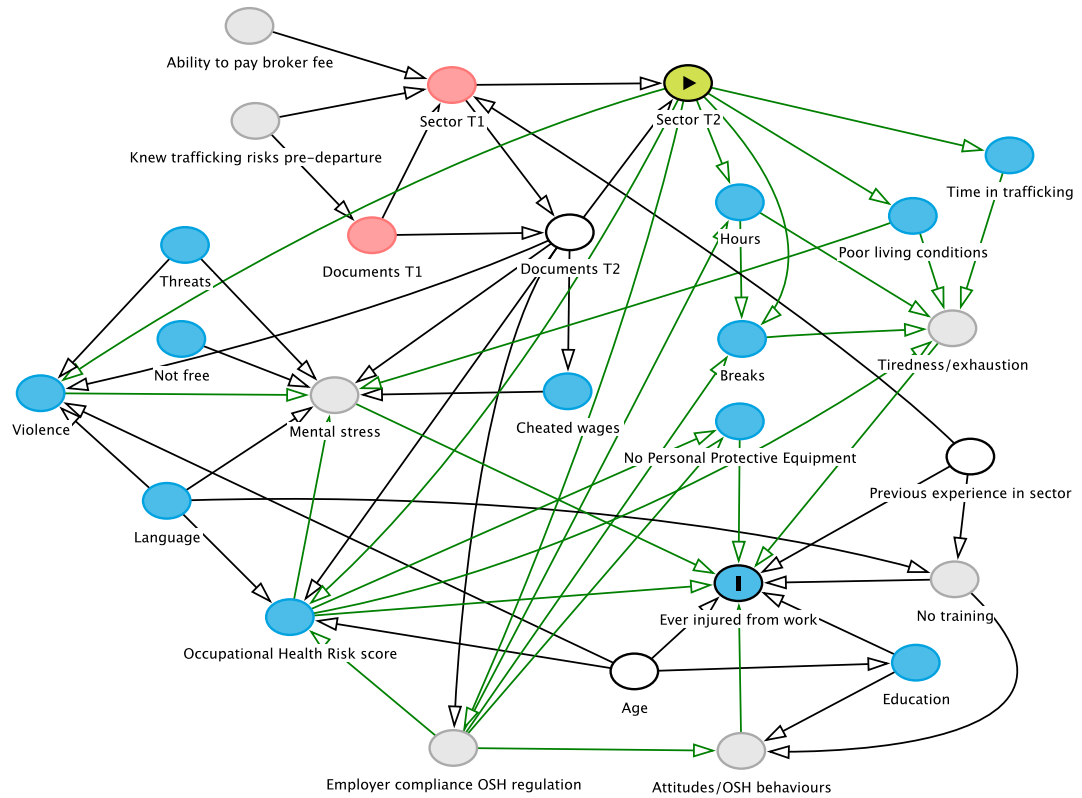 Ability to pay broker fee
Sector T1
Sector T2
Knew trafficking risks pre-departure
Time in trafficking
Hours
Poor living conditions
Documents T1
Documents T2
Threats
Not free
Breaks
Tiredness/exhaustion
Violence
Mental stress
Cheated wages
No Personal Protective Equipment
Previous experience in sector
Language
Ever injured from work
No training
Occupational Health Risk score
Age
Education
Employer compliance OSH regulation
Attitudes/OSH behaviours